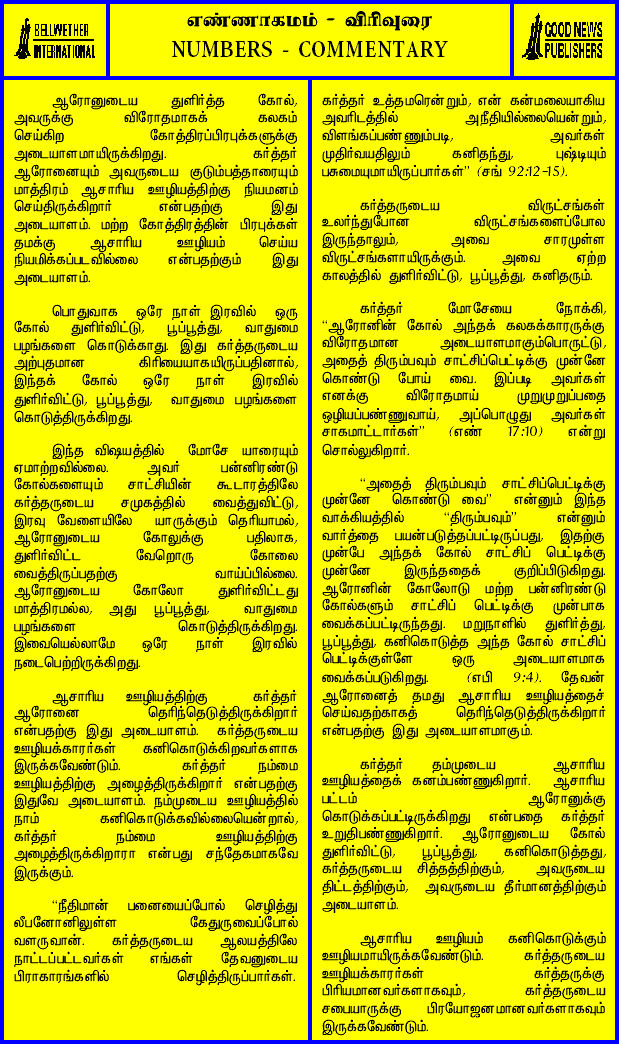 BELLWETHER
INTERNATIONAL
எண்ணாகமம் - விரிவுரை
NUMBERS - COMMENTARY
GOOD NEWS
PUBLISHERS
ஆரோனுடைய துளிர்த்த கோல்,
அவருக்கு விரோதமாகக் கலகம்
செய்கிற கோத்திரப்பிரபுக்களுக்கு
அடையாளமாயிருக்கிறது. கர்த்தர்
ஆரோனையும் அவருடைய குடும்பத்தாரையும்
மாத்திரம் ஆசாரிய ஊழியத்திற்கு நியமனம்
செய்திருக்கிறார் என்பதற்கு இது
அடையாளம். மற்ற கோத்திரத்தின் பிரபுக்கள்
தமக்கு ஆசாரிய ஊழியம் செய்ய
நியமிக்கப்படவில்லை என்பதற்கும் இது
அடையாளம்.
பொதுவாக ஒரே நாள் இரவில் ஒரு
கோல் துளிர்விட்டு, பூப்பூத்து, வாதுமை
பழங்களை கொடுக்காது. இது கர்த்தருடைய
அற்புதமான கிரியையாகயிருப்பதினால்,
இந்தக் கோல் ஒரே நாள் இரவில்
துளிர்விட்டு, பூப்பூத்து, வாதுமை பழங்களை
கொடுத்திருக்கிறது.
இந்த விஷயத்தில் மோசே யாரையும்
ஏமாற்றவில்லை. அவர் பன்னிரண்டு
கோல்களையும் சாட்சியின் கூடாரத்திலே
கர்த்தருடைய சமுகத்தில் வைத்துவிட்டு,
இரவு வேளையிலே யாருக்கும் தெரியாமல்,
ஆரோனுடைய கோலுக்கு பதிலாக,
துளிர்விட்ட வேறொரு கோலை
வைத்திருப்பதற்கு வாய்ப்பில்லை.
ஆரோனுடைய கோலோ துளிர்விட்டது
மாத்திரமல்ல, அது பூப்பூத்து, வாதுமை
பழங்களை கொடுத்திருக்கிறது.
இவையெல்லாமே ஒரே நாள் இரவில்
நடைபெற்றிருக்கிறது.
ஆசாரிய ஊழியத்திற்கு கர்த்தர்
ஆரோனை தெரிந்தெடுத்திருக்கிறார்
என்பதற்கு இது அடையாளம். கர்த்தருடைய
ஊழியக்காரர்கள் கனிகொடுக்கிறவர்களாக
இருக்கவேண்டும். கர்த்தர் நம்மை
ஊழியத்திற்கு அழைத்திருக்கிறார் என்பதற்கு
இதுவே அடையாளம். நம்முடைய ஊழியத்தில்
நாம் கனிகொடுக்கவில்லையென்றால்,
கர்த்தர் நம்மை ஊழியத்திற்கு
அழைத்திருக்கிறாரா என்பது சந்தேகமாகவே
இருக்கும்.
“நீதிமான் பனையைப்போல் செழித்து
லீபனோனிலுள்ள கேதுருவைப்போல்
வளருவான். கர்த்தருடைய ஆலயத்திலே
நாட்டப்பட்டவர்கள் எங்கள் தேவனுடைய
பிராகாரங்களில் செழித்திருப்பார்கள்.
கர்த்தர் உத்தமரென்றும், என் கன்மலையாகிய
அவரிடத்தில் அநீதியில்லையென்றும்,
விளங்கப்பண்ணும்படி, அவர்கள்
முதிர்வயதிலும் கனிதந்து, புஷ்டியும்
பசுமையுமாயிருப்பார்கள்” (சங் 92:12-15).
கர்த்தருடைய விருட்சங்கள்
உலர்ந்துபோன விருட்சங்களைப்போல
இருந்தாலும், அவை சாரமுள்ள
விருட்சங்களாயிருக்கும். அவை ஏற்ற
காலத்தில் துளிர்விட்டு, பூப்பூத்து, கனிதரும்.
கர்த்தர் மோசேயை நோக்கி,
“ஆரோனின் கோல் அந்தக் கலகக்காரருக்கு
விரோதமான அடையாளமாகும்பொருட்டு,
அதைத் திரும்பவும் சாட்சிப்பெட்டிக்கு முன்னே
கொண்டு போய் வை. இப்படி அவர்கள்
எனக்கு விரோதமாய் முறுமுறுப்பதை
ஒழியப்பண்ணுவாய், அப்பொழுது அவர்கள்
சாகமாட்டார்கள்” (எண் 17:10) என்று
சொல்லுகிறார்.
“அதைத் திரும்பவும் சாட்சிப்பெட்டிக்கு
முன்னே கொண்டு வை” என்னும் இந்த
வாக்கியத்தில் “திரும்பவும்” என்னும்
வார்த்தை பயன்படுத்தப்பட்டிருப்பது, இதற்கு
முன்பே அந்தக் கோல் சாட்சிப் பெட்டிக்கு
முன்னே இருந்ததைக் குறிப்பிடுகிறது.
ஆரோனின் கோலோடு மற்ற பன்னிரண்டு
கோல்களும் சாட்சிப் பெட்டிக்கு முன்பாக
வைக்கப்பட்டிருந்தது. மறுநாளில் துளிர்த்து,
பூப்பூத்து, கனிகொடுத்த அந்த கோல் சாட்சிப்
பெட்டிக்குள்ளே ஒரு அடையாளமாக
வைக்கப்படுகிறது. (எபி 9:4). தேவன்
ஆரோனைத் தமது ஆசாரிய ஊழியத்தைச்
செய்வதற்காகத் தெரிந்தெடுத்திருக்கிறார்
என்பதற்கு இது அடையாளமாகும்.
கர்த்தர் தம்முடைய ஆசாரிய
ஊழியத்தைக் கனம்பண்ணுகிறார். ஆசாரிய
பட்டம் ஆரோனுக்கு
கொடுக்கப்பட்டிருக்கிறது என்பதை கர்த்தர்
உறுதிபண்ணுகிறார். ஆரோனுடைய கோல்
துளிர்விட்டு, பூப்பூத்து, கனிகொடுத்தது,
கர்த்தருடைய சித்தத்திற்கும், அவருடைய
திட்டத்திற்கும், அவருடைய தீர்மானத்திற்கும்
அடையாளம்.
ஆசாரிய ஊழியம் கனிகொடுக்கும்
ஊழியமாயிருக்கவேண்டும். கர்த்தருடைய
ஊழியக்காரர்கள் கர்த்தருக்கு
பிரியமானவர்களாகவும், கர்த்தருடைய
சபையாருக்கு பிரயோஜனமானவர்களாகவும்
இருக்கவேண்டும்.